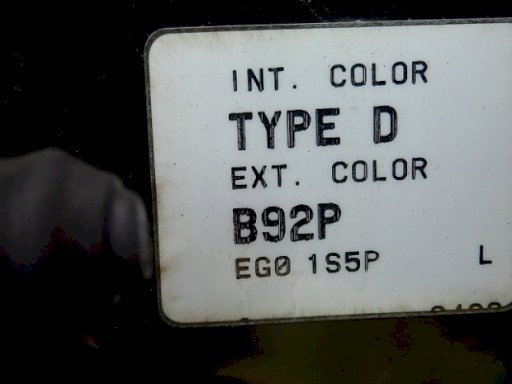 INT. COLOR
TYPE D
EXT. COLOR
B92P
EG0 1S5P L